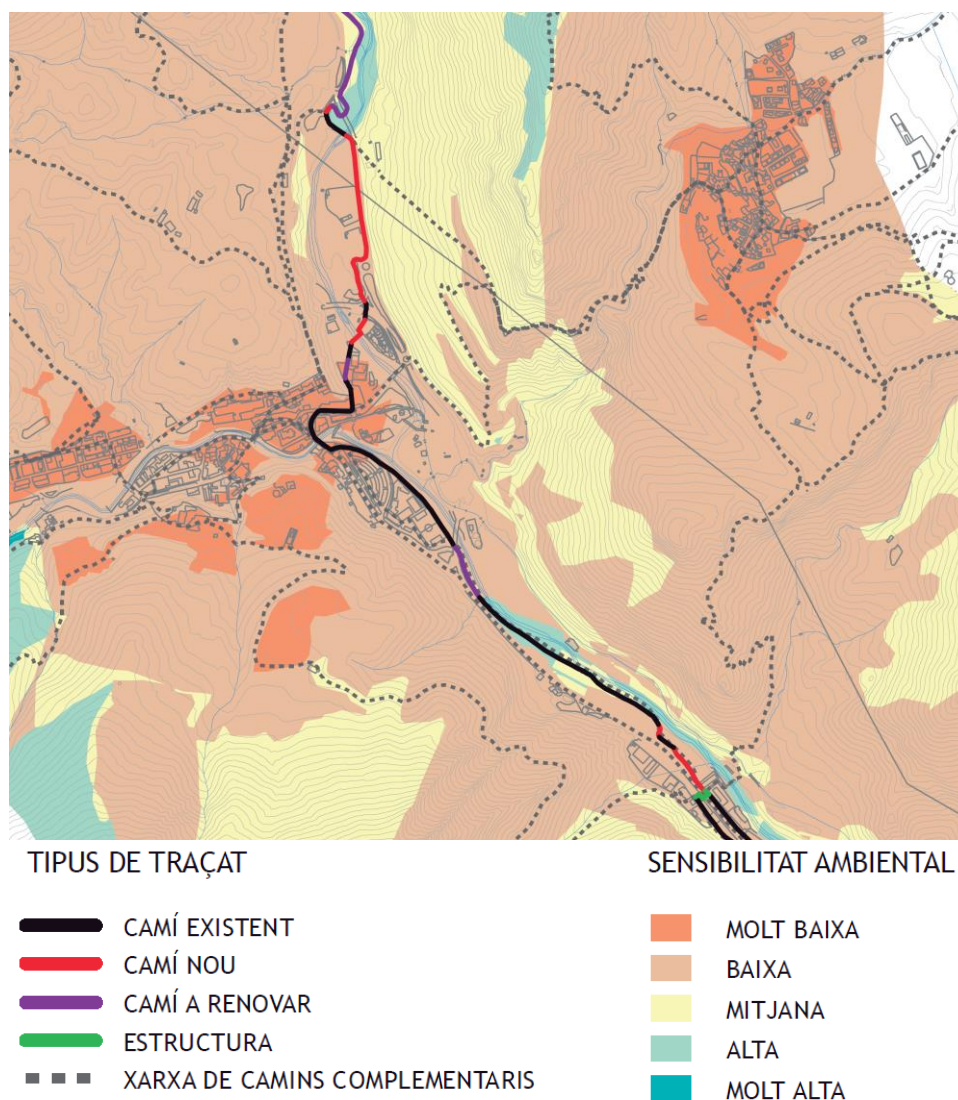 TIPUS DE TRAÇAT
CAMÍ EXISTENT
CAMÍ NOU
CAMÍ A RENOVAR
ESTRUCTURA
XARXA DE CAMINS COMPLEMENTARIS
SENSIBILITAT AMBIENTAL
MOLT BAIXA
BAIXA
MITJANA
ALTA
MOLT ALTA